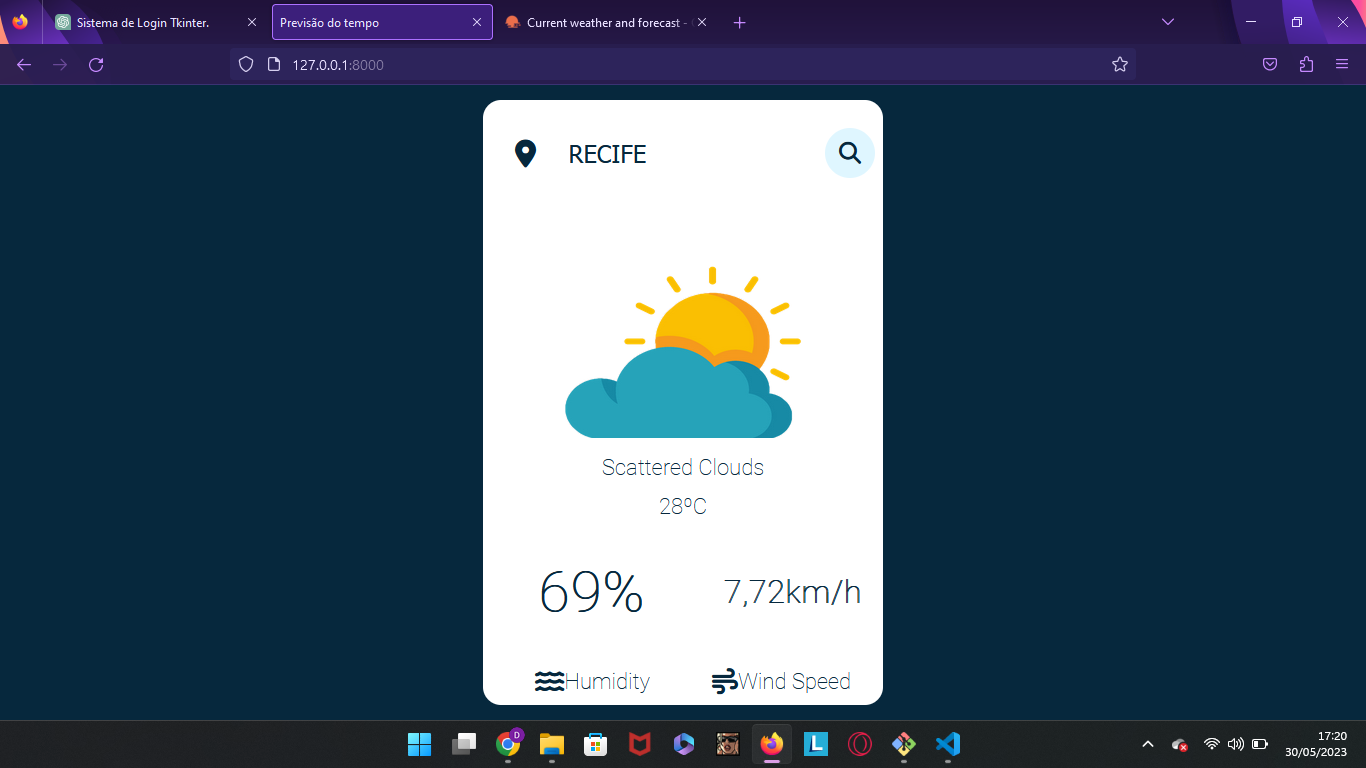 Sistema de Login Tkinter.
Previsão do tempo
Current weather and forecast -
127.0.0.1:8000
RECIFE
Scattered Clouds
28ºC
69%
7,72km/h
Humidity
Wind Speed
D
L
17:20
30/05/2023